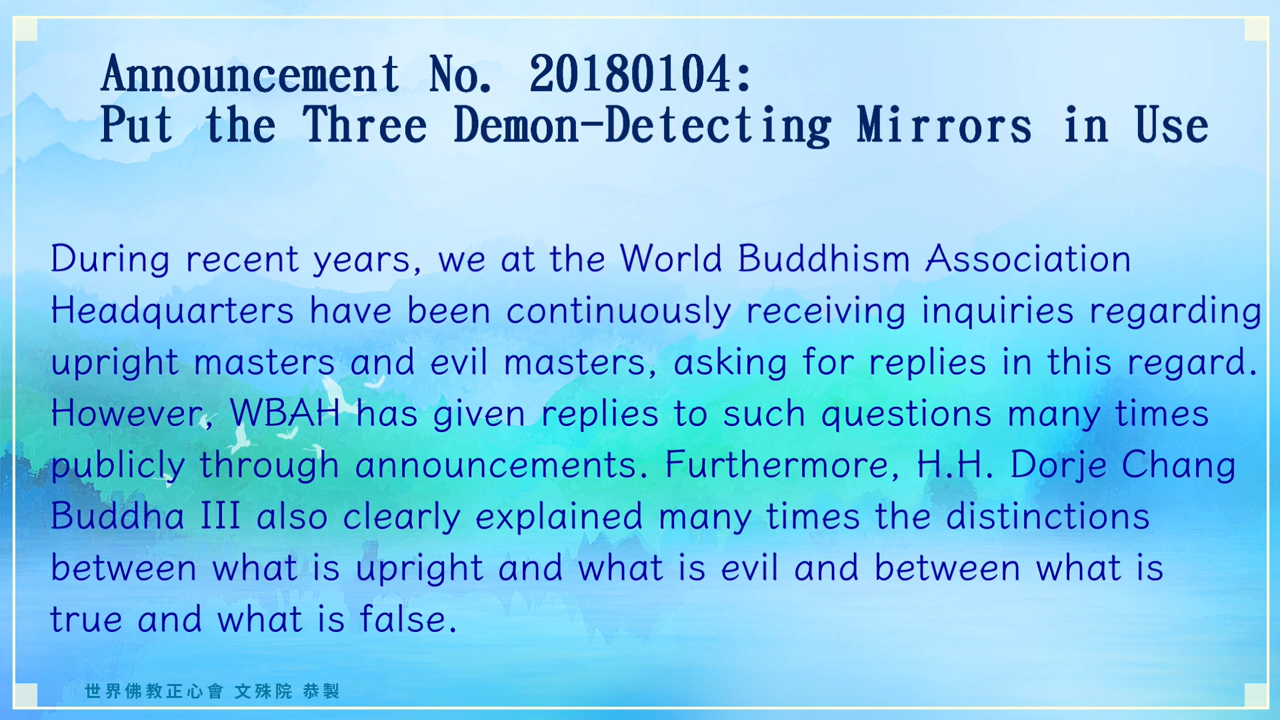 Announcement No. 20180104:
Put the Three Demon-Detecting Mirrors in Use
During recent years, we at the World Buddhism Association
Headquarters have been continuously receiving inquiries regarding
upright masters and evil masters, asking for replies in this regard.
However, WBAH has given replies to such questions many times
publicly through announcements. Furthermore, H.H. Dorje Chang
Buddha III also clearly explained many times the distinctions
between what is upright and what is evil and between what is
true and what is false.
世界佛教正心會 文殊院 恭製